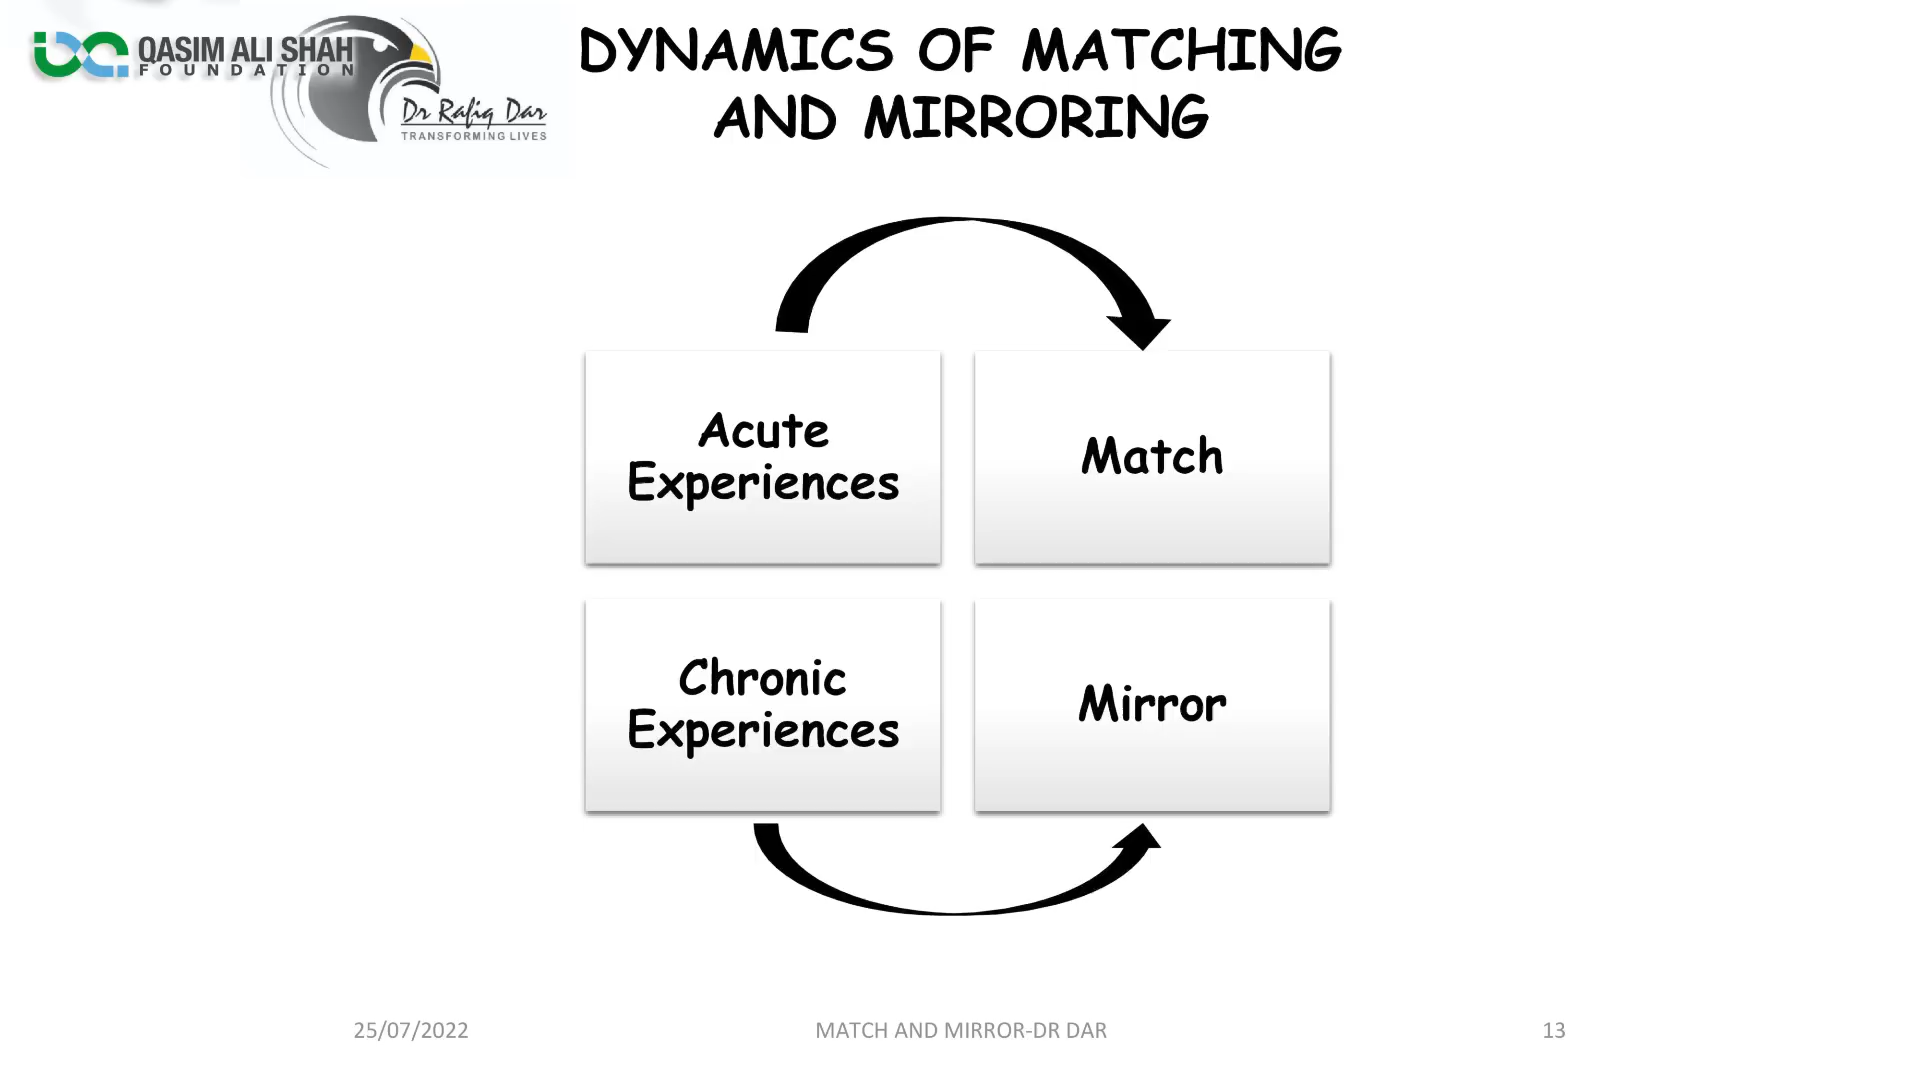 QASIM ALI SHAH
FOUNDATION
Dr Rafiq Dar
TRANSFORMING LIVES
DYNAMICS OF MATCHING
AND MIRRORING
Acute
Experiences
Match
Chronic
Experiences
Mirror
25/07/2022
MATCH AND MIRROR-DR DAR
13